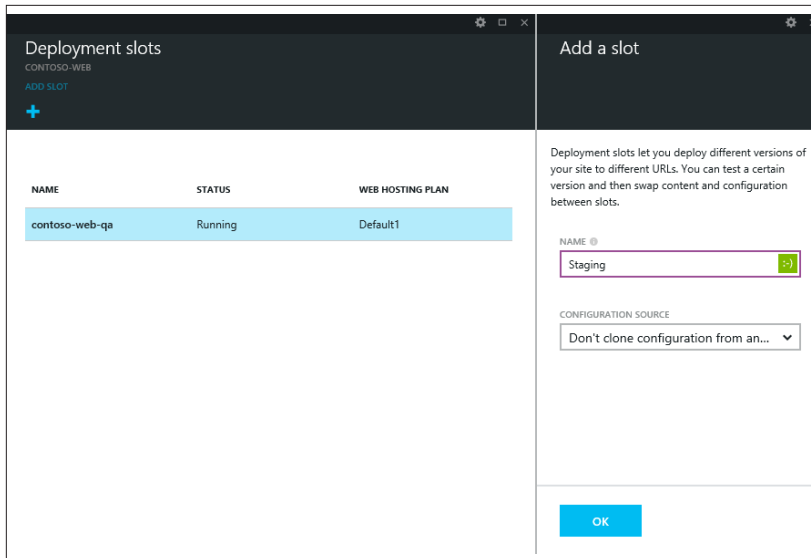 Deployment slots
CONTOSO-WEB
ADD SLOT
NAME STATUS WEB HOSTING PLAN
contoso-web-qa Running Default1
Add a slot
Deployment slots let you deploy different versions of
your site to different URLs. You can test a certain
version and then swap content and configuration
between slots.
NAME
Staging :-)
CONFIGURATION SOURCE
Don't clone configuration from an...
OK